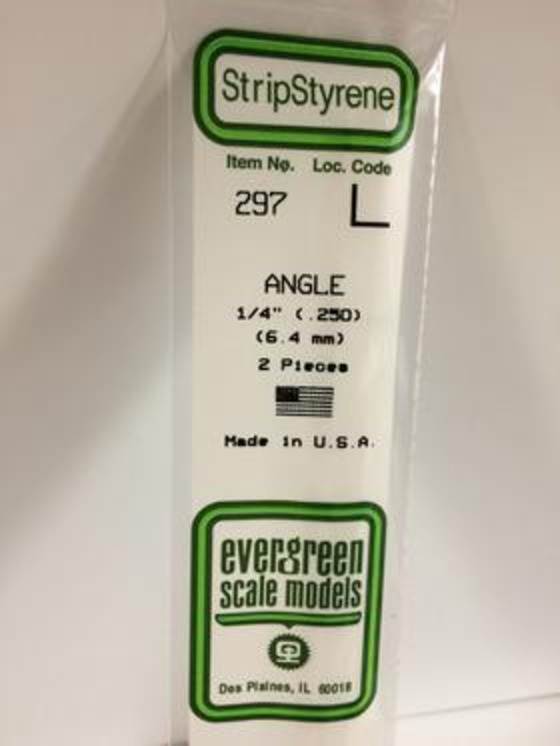 StripStyrene
Item No. Loc. Code
297 L
ANGLE
1/4" (.250)
(6.4 mm)
2 Pieces
Made in U.S.A.
evergreen
scale models
Des Plaines, IL 60018